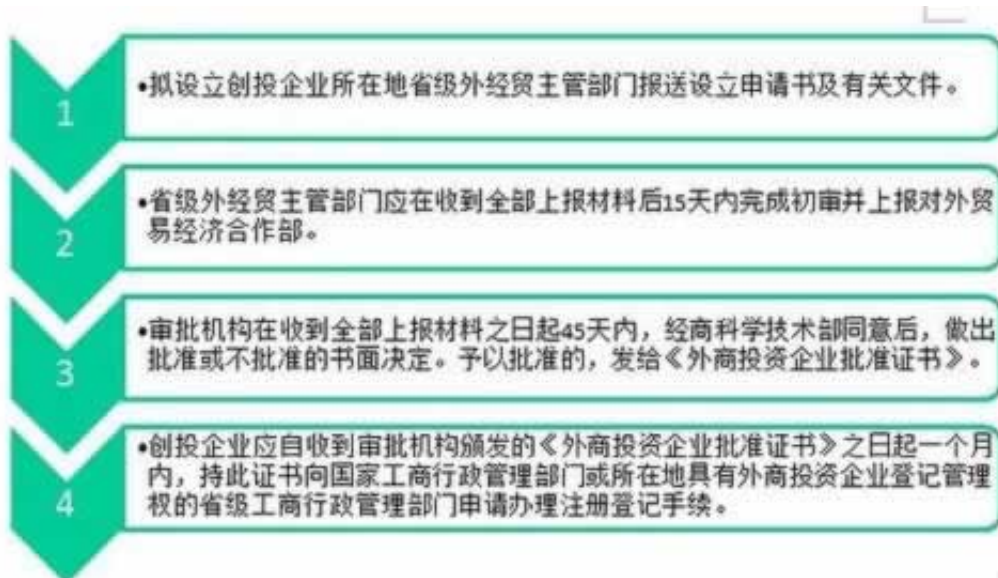 1
•拟设立创投企业所在地省级外经贸主管部门报送设立申请书及有关文件。
2
•省级外经贸主管部门应在收到全部上报材料后15天内完成初审并上报对外贸
易经济合作部。
3
•审批机构在收到全部上报材料之日起45天内，经商科学技术部同意后，做出
批准或不批准的书面决定。予以批准的，发给《外商投资企业批准证书》。
4
•创投企业应自收到审批机构颁发的《外商投资企业批准证书》之日起一个月
内，持此证书向国家工商行政管理部门或所在地具有外商投资企业登记管理
权的省级工商行政管理部门申请办理注册登记手续。